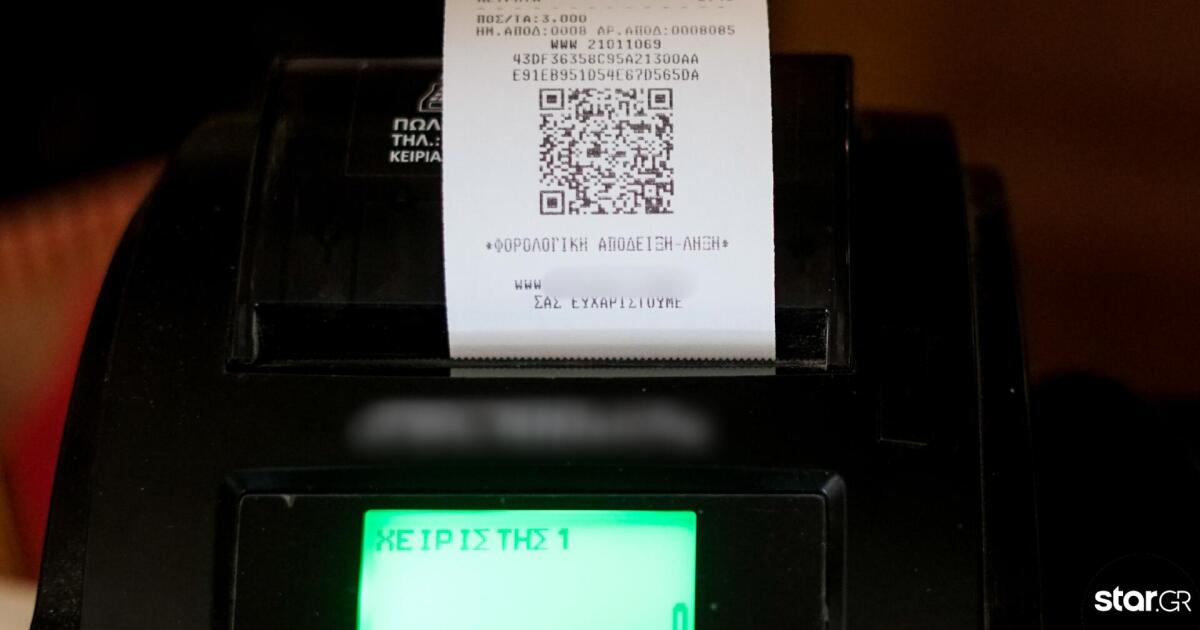 ΠΟΣ/ΤΑ:3.000
ΗΜ.ΑΠΟΔ:0008 ΑΡ.ΑΠΟΔ:0008085
WWW 21011069
43DF36358C95A21300AA
E91EB951D54E67D565DA
ΠΩΛ
ΤΗΛ.:
ΚΕΙΡΙΑ
*ΦΟΡΟΛΟΓΙΚΗ ΑΠΟΔΕΙΞΗ-ΛΗΞΗ*
WWW
ΣΑΣ ΕΥΧΑΡΙΣΤΟΥΜΕ
ΧΕΙΡΙΣΤΗΣ1
0
star.GR